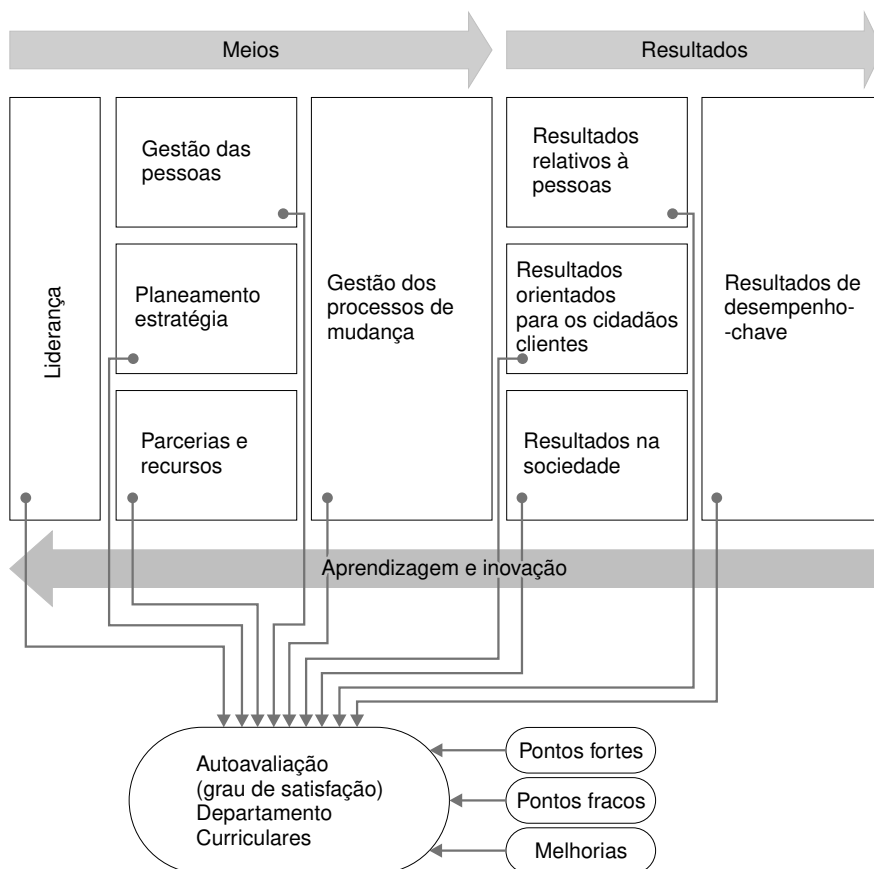 Meios
Resultados
Liderança
Gestão das
pessoas
Planeamento
estratégia
Parcerias e
recursos
Gestão dos
processos de
mudança
Resultados
relativos à
pessoas
Resultados
orientados
para os cidadãos
clientes
Resultados na
sociedade
Resultados de
desempenho-
-chave
Aprendizagem e inovação
Autoavaliação
(grau de satisfação)
Departamento
Curriculares
Pontos fortes
Pontos fracos
Melhorias